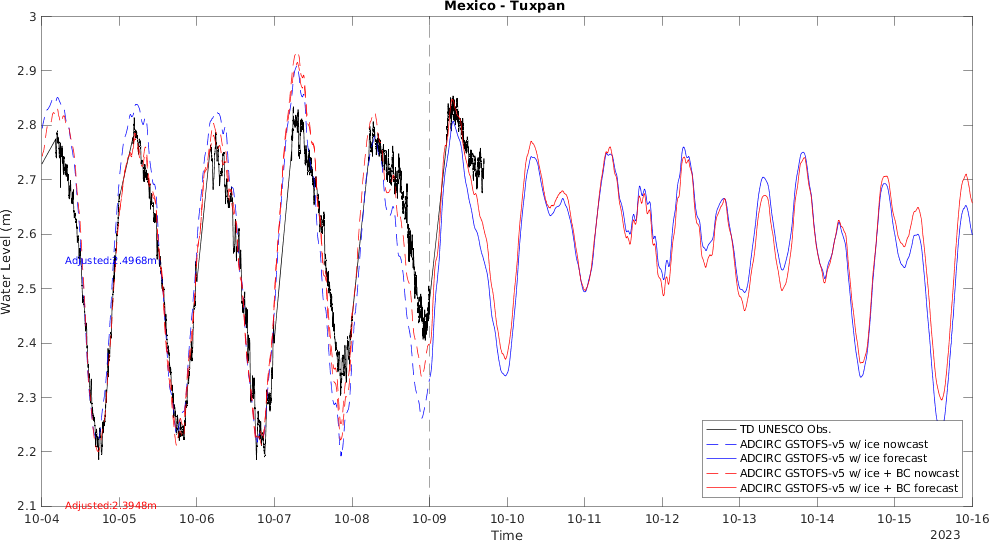 Mexico - Tuxpan
3
2.9
2.8
2.7
2.6
2.5
2.4
2.3
2.2
2.1
Water Level (m)
Adjusted:2.4968m
Adjusted:2.3948m
TD UNESCO Obs.
ADCIRC GSTOFS-v5 w/ ice nowcast
ADCIRC GSTOFS-v5 w/ ice forecast
ADCIRC GSTOFS-v5 w/ ice + BC nowcast
ADCIRC GSTOFS-v5 w/ ice + BC forecast
10-04 10-05 10-06 10-07 10-08 10-09 10-10 10-11 10-12 10-13 10-14 10-15 10-16
Time
2023